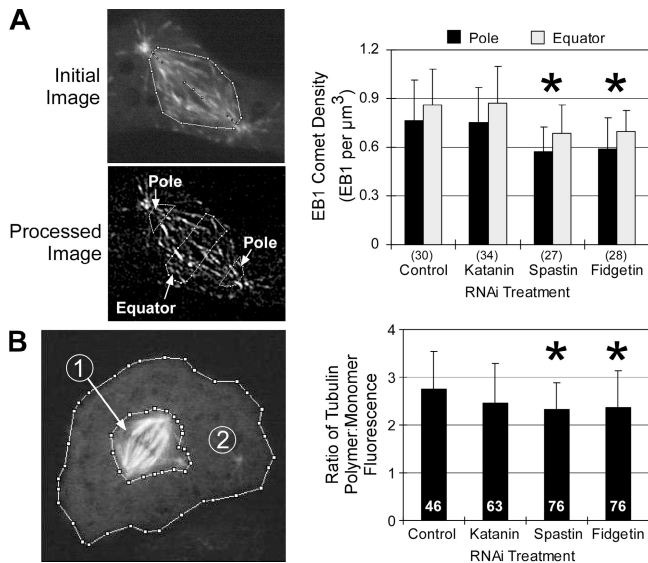 A
Initial
Image
Processed
Image
Pole
Pole
Equator
Pole
Equator
EB1 Comet Density
(EB1 per µm³)
1.2
0.9
0.6
0.3
0
*
*
(30)
(34)
(27)
(28)
Control
Katanin
Spastin
Fidgetin
RNAi Treatment
B
1
2
Ratio of Tubulin
Polymer:Monomer
Fluorescence
4
3
2
1
0
*
*
46
63
76
76
Control
Katanin
Spastin
Fidgetin
RNAi Treatment